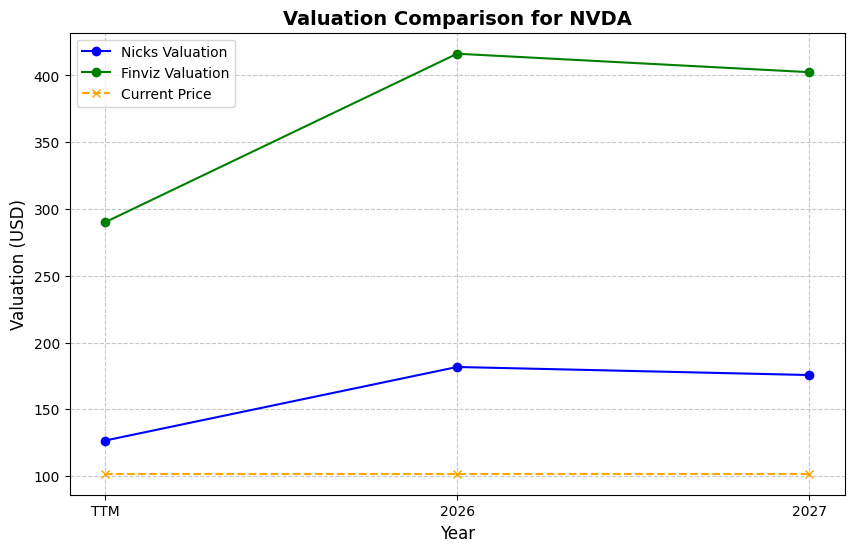 Valuation Comparison for NVDA
Nicks Valuation
Finviz Valuation
Current Price
Valuation (USD)
400
350
300
250
200
150
100
TTM 2026 2027
Year